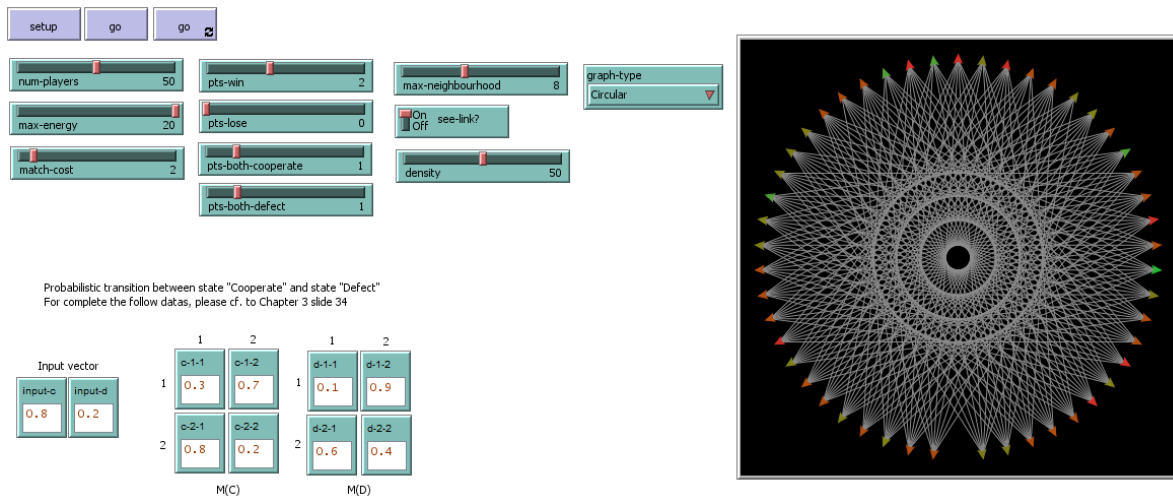 setup go go
num-players 50
pts-win 2
max-neighbourhood 8
graph-type
Circular
max-energy 20
pts-lose 0
On
Off
see-link?
match-cost 2
pts-both-cooperate 1
density 50
pts-both-defect 1
Probabilistic transition between state "Cooperate" and state "Defect"
For complete the follow datas, please cf. to Chapter 3 slide 34
1 2 1 2
Input vector
input-c input-d
0.8 0.2
1
c-1-1 c-1-2
0.3 0.7
1
d-1-1 d-1-2
0.1 0.9
2
c-2-1 c-2-2
0.8 0.2
2
d-2-1 d-2-2
0.6 0.4
M(C) M(D)